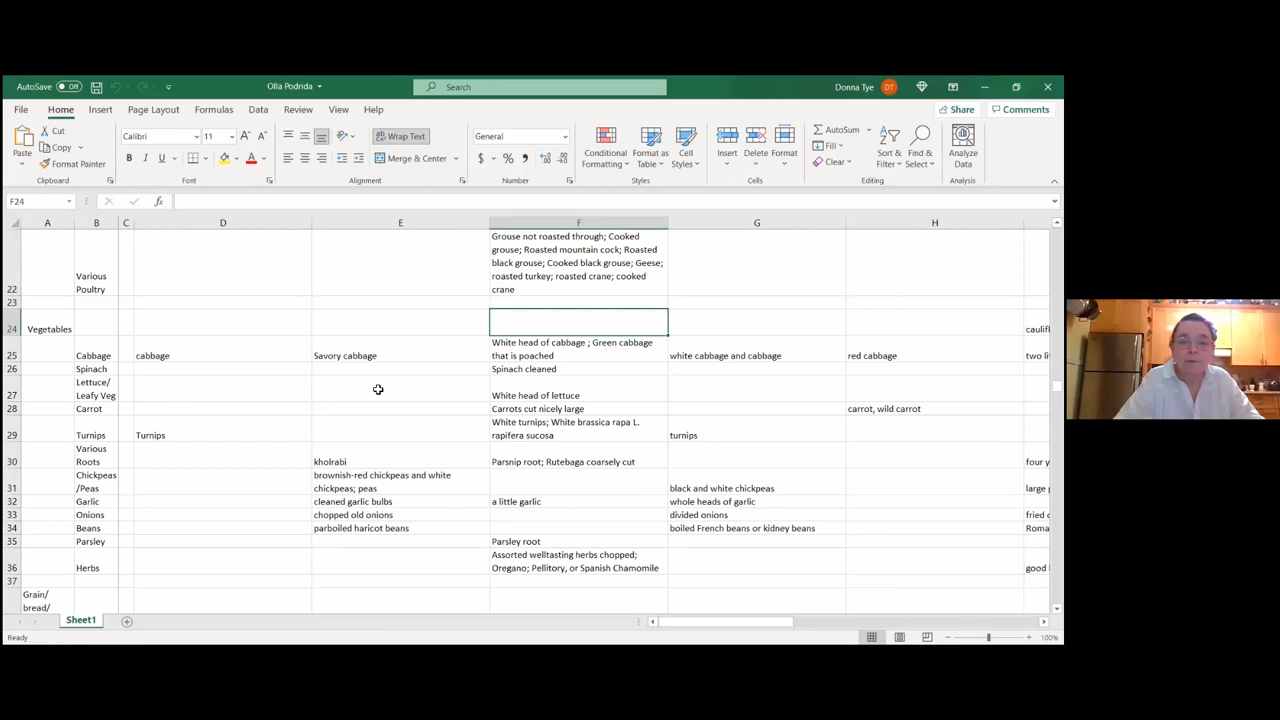 AutoSave Off
Olla Podrida
Search
Donna Tye DT
File Home Insert Page Layout Formulas Data Review View Help
Share Comments
Paste
Cut
Copy
Format Painter
Clipboard
Calibri 11
B I U
Font
Wrap Text
Merge & Center
Alignment
General
$ % ,
Number
Conditional Formatting
Format as Table
Cell Styles
Styles
Insert Delete Format
Cells
AutoSum
Fill
Clear
Sort & Filter
Find & Select
Editing
Analyze Data
Analysis
F24 fx
A B C D E F G H
Grouse not roasted through; Cooked
grouse; Roasted mountain cock; Roasted
black grouse; Cooked black grouse; Geese;
Various roasted turkey; roasted crane; cooked
22 Poultry crane
23
24 Vegetables caulifl
White head of cabbage ; Green cabbage
25 Cabbage cabbage Savory cabbage that is poached white cabbage and cabbage red cabbage two li
26 Spinach Spinach cleaned
Lettuce/
27 Leafy Veg White head of lettuce
28 Carrot Carrots cut nicely large carrot, wild carrot
White turnips; White brassica rapa L.
29 Turnips Turnips rapifera sucosa turnips
Various
30 Roots kholrabi Parsnip root; Rutebaga coarsely cut four y
Chickpeas brownish-red chickpeas and white
31 /Peas chickpeas; peas black and white chickpeas large p
32 Garlic cleaned garlic bulbs a little garlic whole heads of garlic
33 Onions chopped old onions divided onions fried o
34 Beans parboiled haricot beans boiled French beans or kidney beans Roma
35 Parsley Parsley root
Assorted welltasting herbs chopped;
36 Herbs Oregano; Pellitory, or Spanish Chamomile good
37
Grain/
bread/
Sheet1
Ready
100%